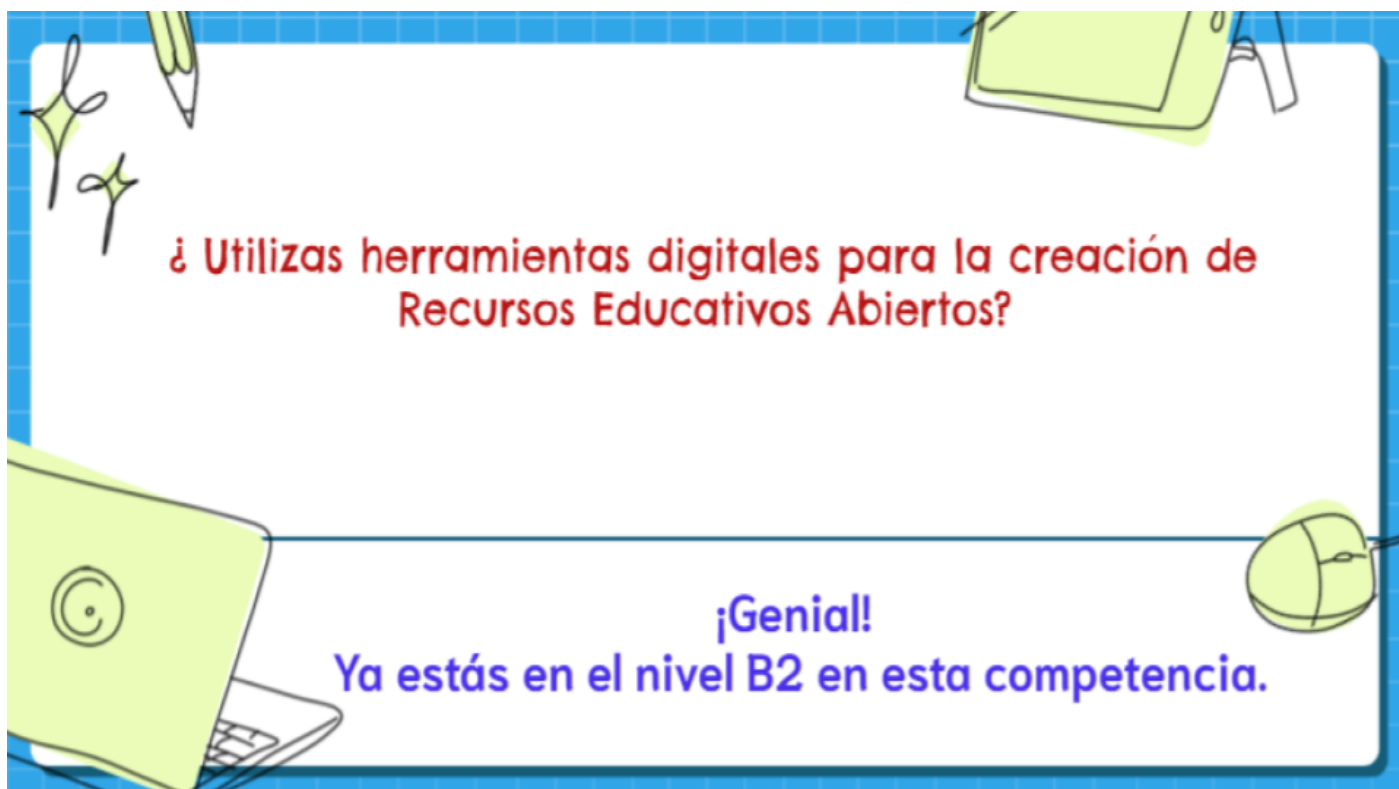 ¿ Utilizas herramientas digitales para la creación de
Recursos Educativos Abiertos?
¡Genial!
Ya estás en el nivel B2 en esta competencia.